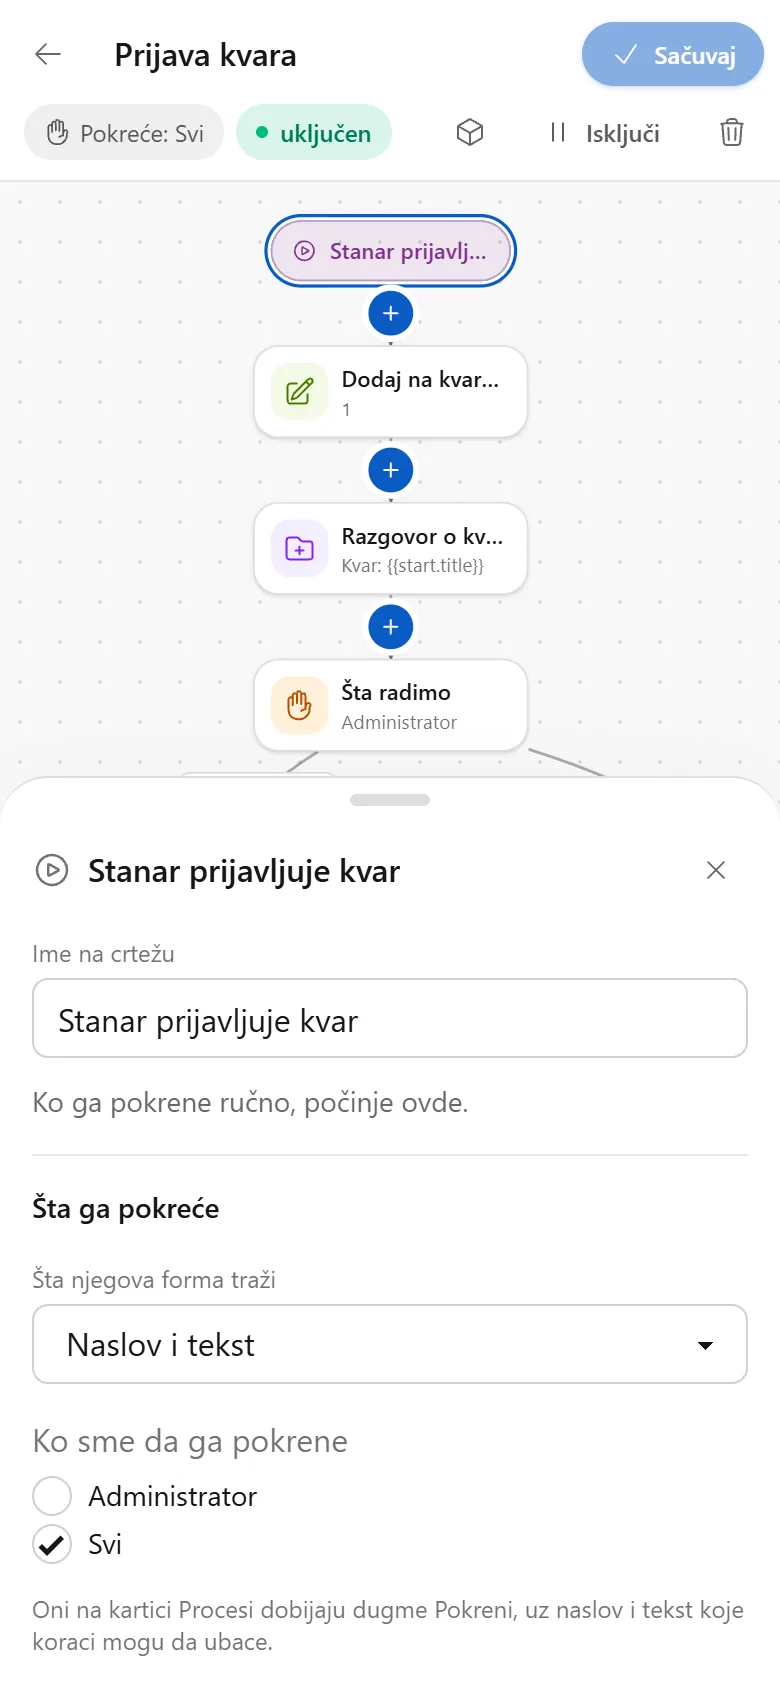 Prijava kvara
Sačuvaj
Pokreće: Svi
uključen
Isključi
Stanar prijavlj...
Dodaj na kvar...
1
Razgovor o kv...
Kvar: {{start.title}}
Šta radimo
Administrator
Stanar prijavljuje kvar
Ime na crtežu
Stanar prijavljuje kvar
Ko ga pokrene ručno, počinje ovde.
Šta ga pokreće
Šta njegova forma traži
Naslov i tekst
Ko sme da ga pokrene
Administrator
Svi
Oni na kartici Procesi dobijaju dugme Pokreni, uz naslov i tekst koje
koraci mogu da ubace.